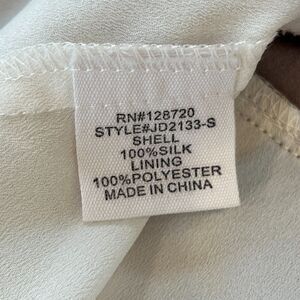 RN#128720
STYLE#JD2133-S
SHELL
100%SILK
LINING
100%POLYESTER
MADE IN CHINA